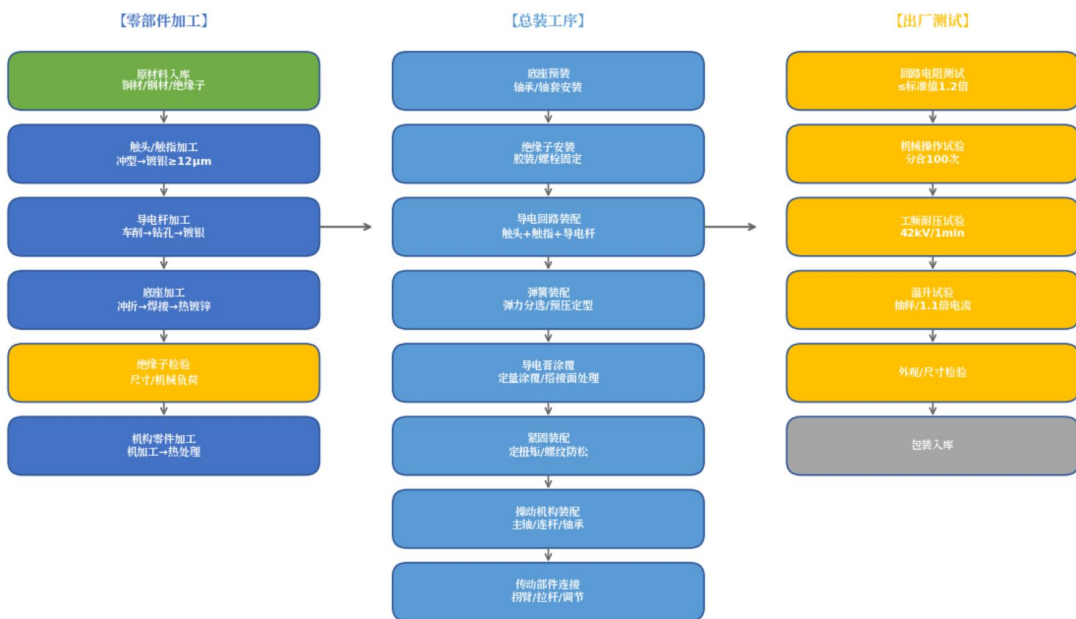 【零部件加工】
原材料入库
铜材/钢材/绝缘子
触头/触指加工
冲型→镀银≥12μm
导电杆加工
车削→钻孔→镀银
底座加工
冲折→焊接→热镀锌
绝缘子检验
尺寸/机械负荷
机构零件加工
机加工→热处理
【总装工序】
底座预装
轴承/轴套安装
绝缘子安装
胶装/螺栓固定
导电回路装配
触头+触指+导电杆
弹簧装配
弹力分选/预压定型
导电膏涂覆
定量涂覆/搭接面处理
紧固装配
定扭矩/螺纹防松
操动机构装配
主轴/连杆/轴承
传动部件连接
拐臂/拉杆/调节
【出厂测试】
回路电阻测试
≤标准值1.2倍
机械操作试验
分合100次
工频耐压试验
42kV/1min
温升试验
抽样/1.1倍电流
外观/尺寸检验
包装入库